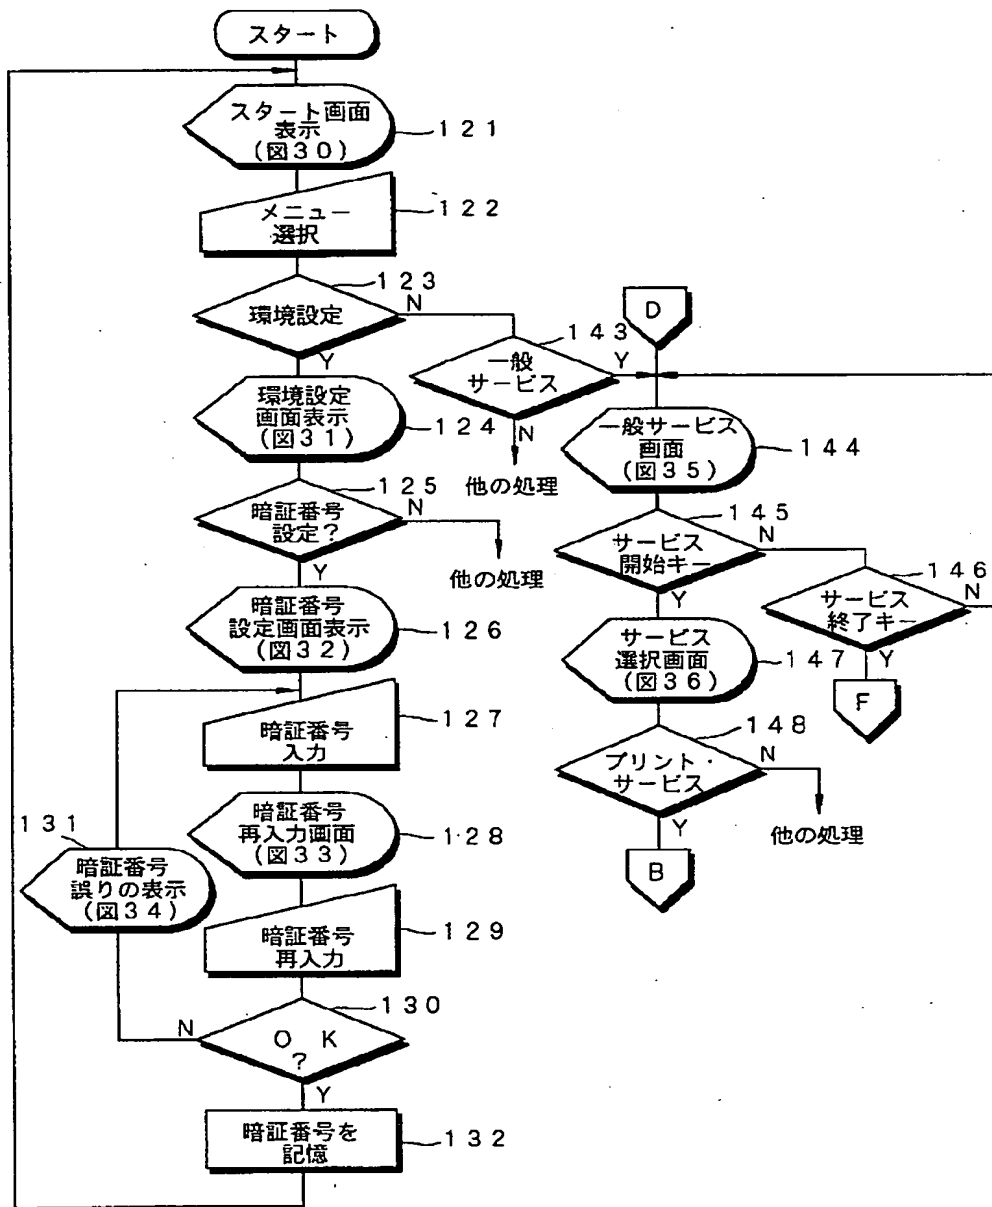 スタート
スタート画面
表示
(図30)
121
メニュー
選択
122
環境設定
123
N
Y
環境設定
画面表示
(図31)
124
暗証番号
設定?
125
N
他の処理
Y
暗証番号
設定画面表示
(図32)
126
暗証番号
入力
127
暗証番号
再入力画面
(図33)
128
131
暗証番号
誤りの表示
(図34)
暗証番号
再入力
129
OK
?
130
N
Y
暗証番号を
記憶
132
一般
サービス
143
Y
N
他の処理
D
一般サービス
画面
(図35)
144
サービス
開始キー
145
N
Y
サービス
終了キー
146
N
Y
F
サービス
選択画面
(図36)
147
プリント・
サービス
148
N
他の処理
Y
B